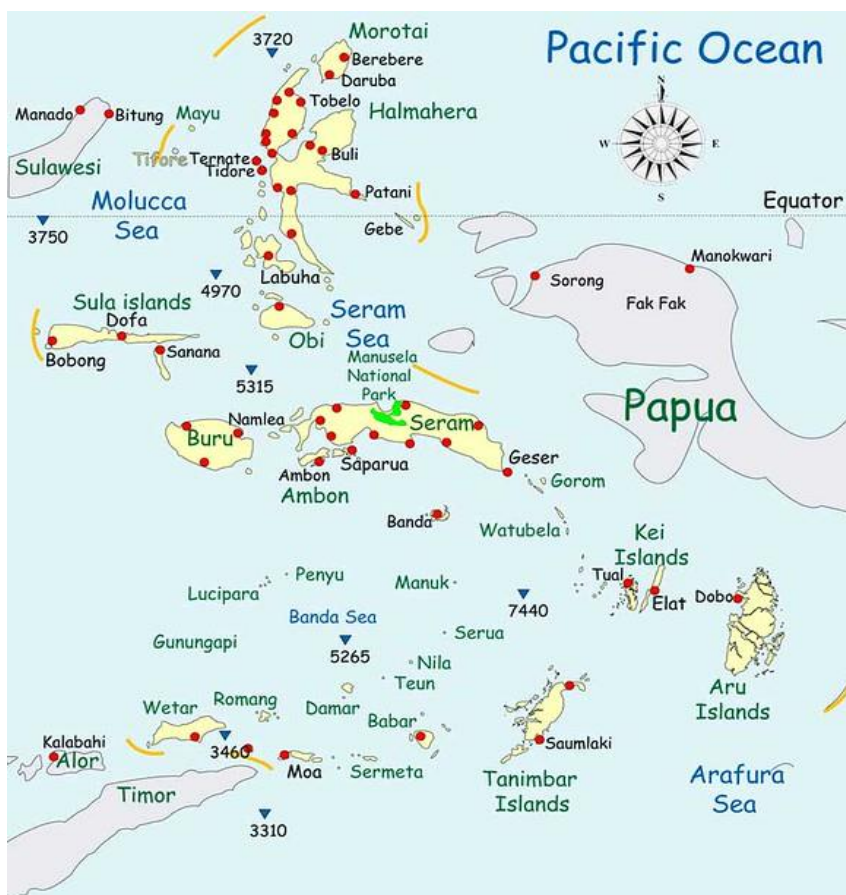 Morotai
3720
Pacific Ocean
Berebere
Daruba
N
Manado
Bitung
Mayu
Tobelo
Halmahera
W
E
Tifore
Ternate
Buli
Sulawesi
Tidore
S
Patani
Molucca
Sea
Equator
3750
Gebe
Labuha
Manokwari
4970
Sorong
Fak Fak
Sula islands
Seram
Sea
Dofa
Obi
Bobong
Sanana
Manusela
National
Park
5315
Papua
Namlea
Seram
Buru
Saparua
Geser
Ambon
Ambon
Gorom
Banda
Watubela
Kei
Islands
Penyu
Manuk
Tual
Lucipara
7440
Elat
Dobo
Banda Sea
Serua
Gunungapi
5265
Nila
Teun
Aru
Islands
Romang
Damar
Wetar
Babar
Kalabahi
3460
Saumlaki
Alor
Moa
Sermeta
Tanimbar
Islands
Arafura
Sea
Timor
3310